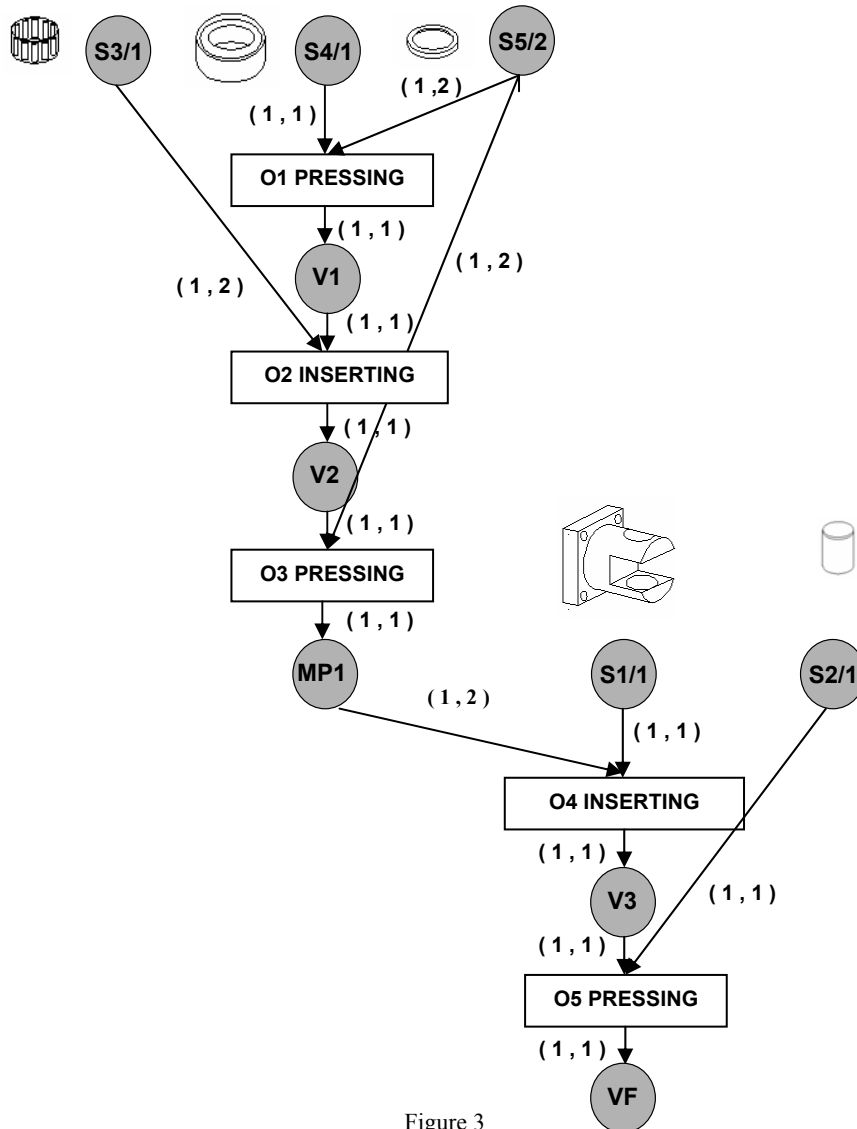 S3/1 S4/1 S5/2
( 1 ,2)
( 1 , 1 )
O1 PRESSING
( 1 , 1 )
V1
( 1 , 2 )
( 1 , 2 )
( 1 , 1 )
O2 INSERTING
( 1 , 1 )
V2
( 1 , 1 )
O3 PRESSING
( 1 , 1 )
MP1 S1/1 S2/1
( 1 , 2 )
( 1 , 1 )
O4 INSERTING
( 1 , 1 )
V3
( 1 , 1 )
( 1 , 1 )
O5 PRESSING
( 1 , 1 )
VF
Figure 3